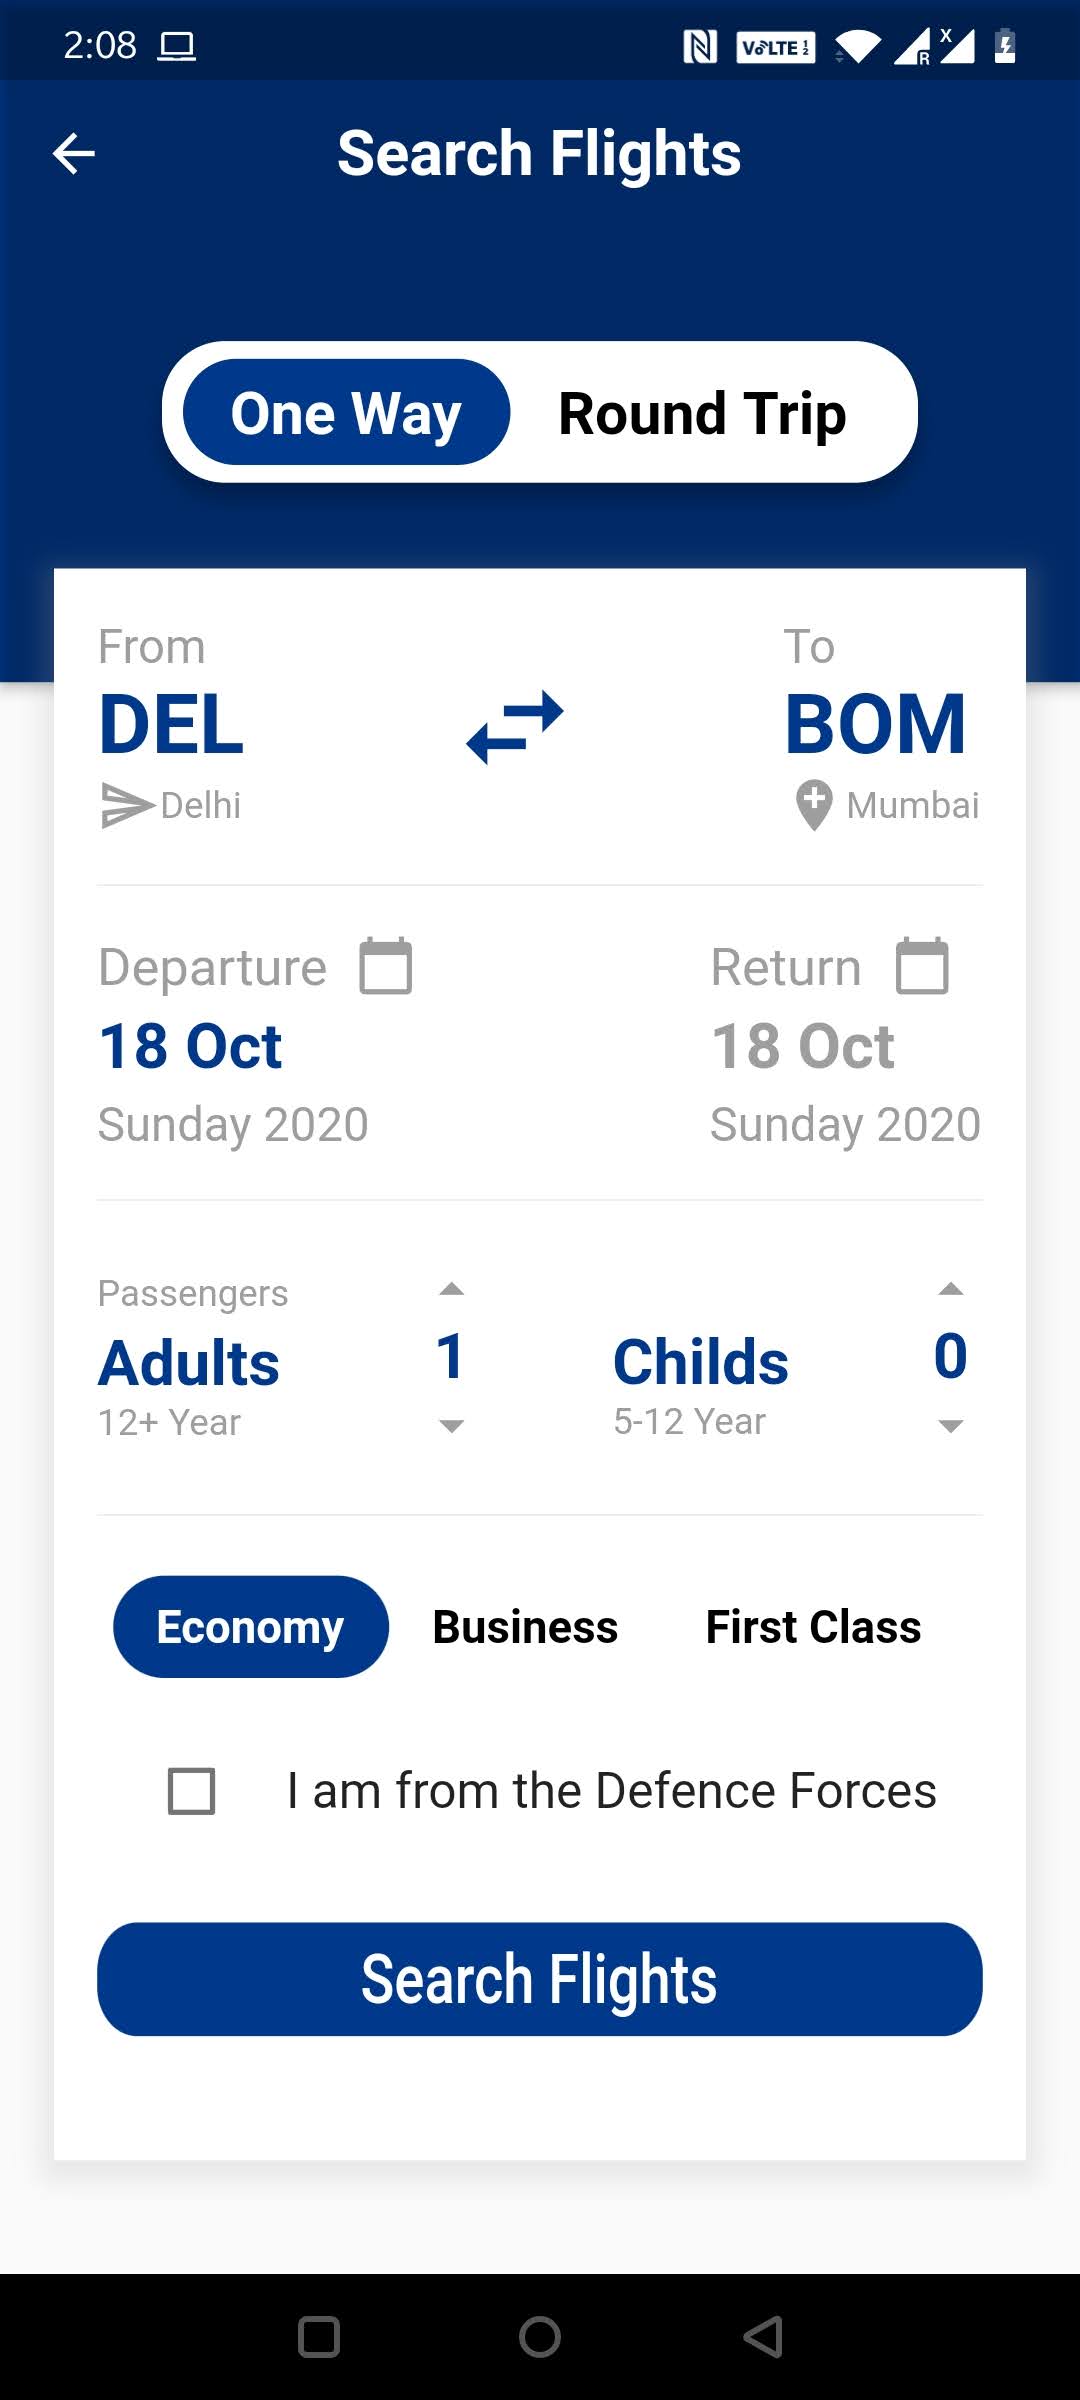 2:08 VoLTE 1 2 R X
Search Flights
One Way Round Trip
From To
DEL BOM
Delhi Mumbai
Departure Return
18 Oct 18 Oct
Sunday 2020 Sunday 2020
Passengers
Adults 1 Childs 0
12+ Year 5-12 Year
Economy Business First Class
I am from the Defence Forces
Search Flights